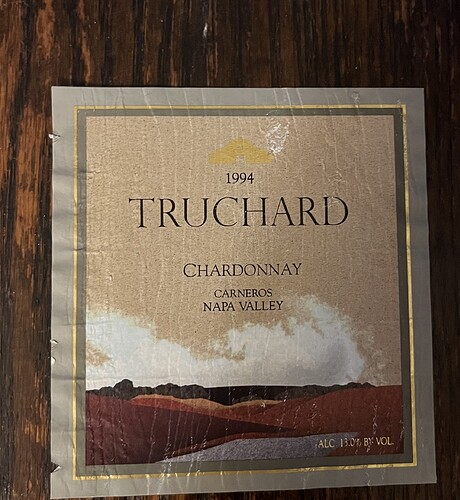 1994
TRUCHARD
CHARDONNAY
CARNEROS
NAPA VALLEY
ALC. 13.0% BY VOL.